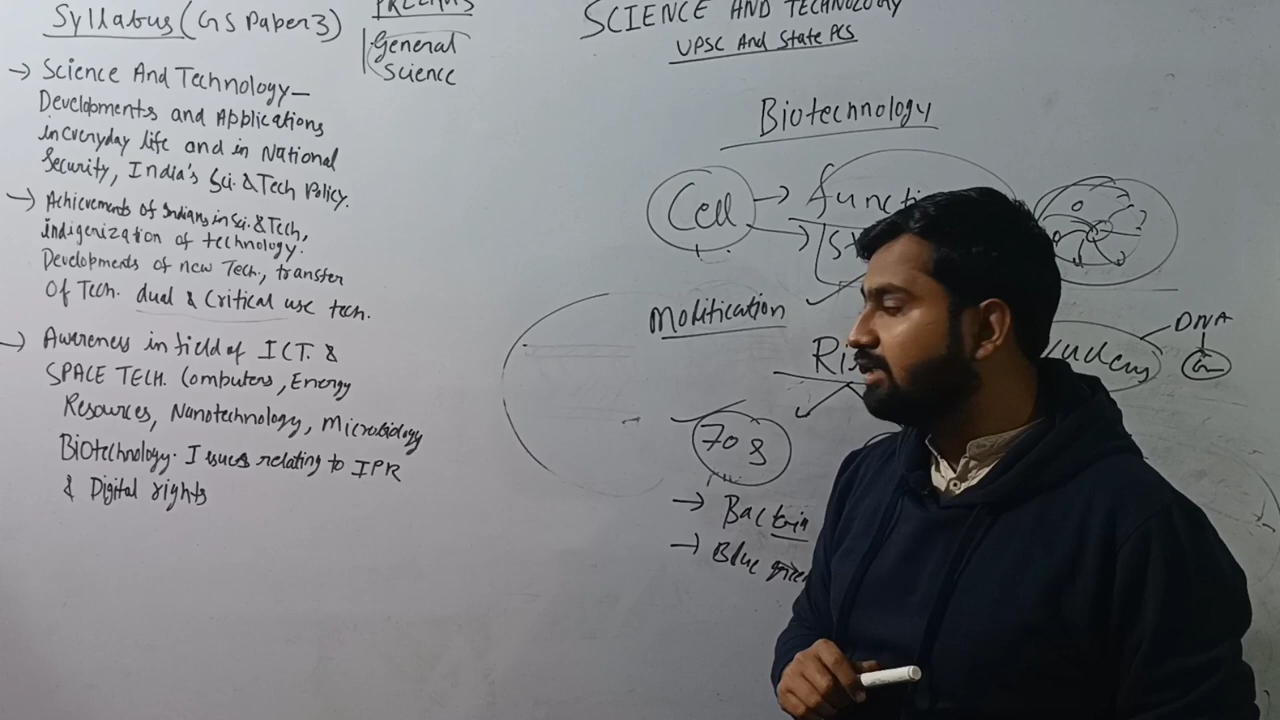 Syllabus (GS Paper 3)
→ Science And Technology—
Developments and Applications
in everyday life and in National
Security, India's Sci. & Tech Policy.
→ Achievements of Indians in Sci. & Tech,
indigenization of technology.
Developments of new Tech., transfer
of Tech. dual & Critical use tech.
→ Awareness in field of ICT. &
SPACE TECH. Computers, Energy
Resources, Nanotechnology, Microbiology
Biotechnology. Issues relating to IPR
& Digital rights
PRELIMS
General
Science
SCIENCE AND TECHNOLOGY
UPSC And State PCS
Biotechnology
Cell → functi
→ St
Modification
Ri
DNA
70 S
→ Bacteria
→ Blue green